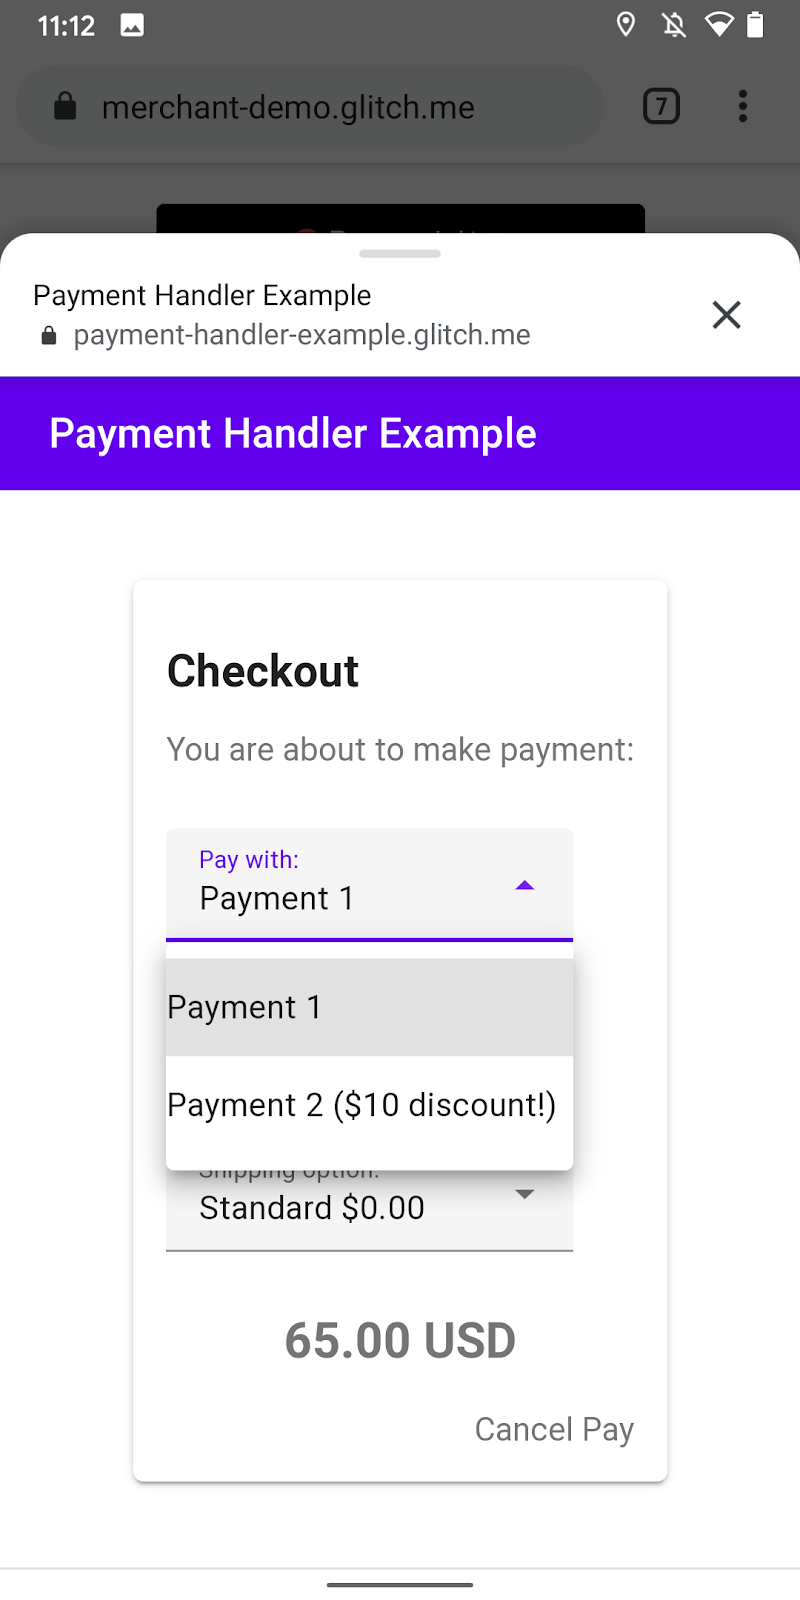 11:12
merchant-demo.glitch.me
7
Payment Handler Example
payment-handler-example.glitch.me
Payment Handler Example
Checkout
You are about to make payment:
Pay with:
Payment 1
Payment 1
Payment 2 ($10 discount!)
Shipping option:
Standard $0.00
65.00 USD
Cancel Pay